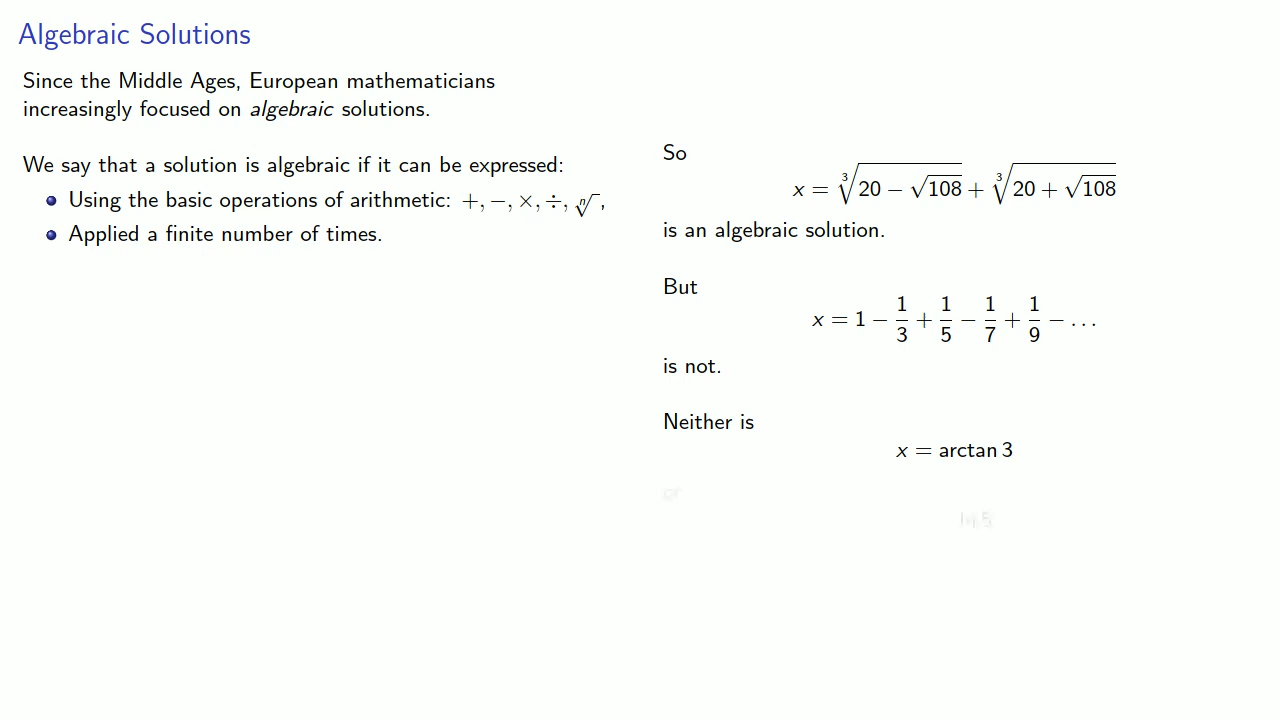 Algebraic Solutions
Since the Middle Ages, European mathematicians
increasingly focused on algebraic solutions.
We say that a solution is algebraic if it can be expressed:
• Using the basic operations of arithmetic: +, −, ×, ÷, ⁿ√ ,
• Applied a finite number of times.
So
x = ∛(20 − √108) + ∛(20 + √108)
is an algebraic solution.
But
x = 1 − 1/3 + 1/5 − 1/7 + 1/9 − …
is not.
Neither is
x = arctan 3
or
ln 5